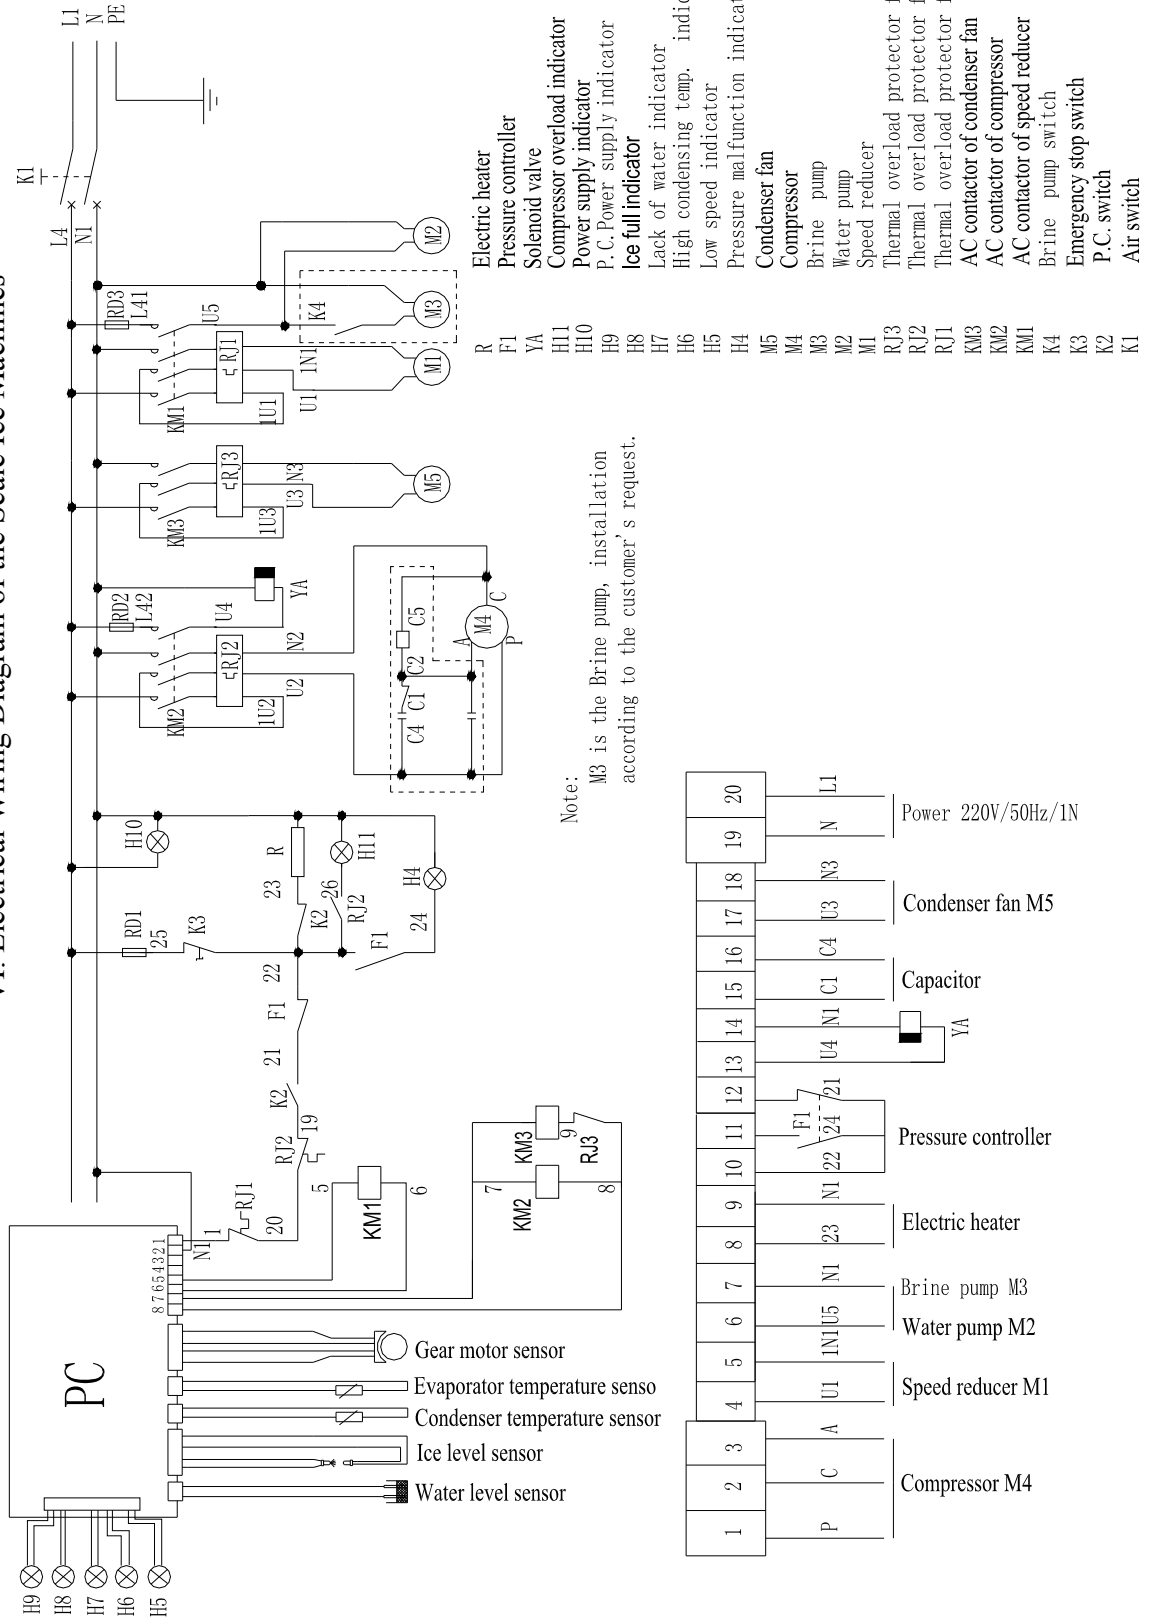 VI. Electrical Wiring Diagram of the Scale Ice Machines
L1
N
PE
K1
L4
N1
RD3
L41
U5
K4
M2
M3
M1
KM1
RJ1
1U1
U1
1N1
KM3
RJ3
1U3
U3
N3
M5
RD2
L42
U4
YA
KM2
RJ2
1U2
U2
N2
C4
C1
C2
C5
A
M4
C
P
H10
RD1
25
K3
R
23
K2
26
RJ2
H11
H4
24
F1
22
F1
21
K2
19
RJ2
20
RJ1
1
N1
5
KM1
6
7
KM2
8
KM3
9
RJ3
PC
8 7 6 5 4 3 2 1
H9
H8
H7
H6
H5
Gear motor sensor
Evaporator temperature senso
Condenser temperature sensor
Ice level sensor
Water level sensor
R Electric heater
F1 Pressure controller
YA Solenoid valve
H11 Compressor overload indicator
H10 Power supply indicator
H9 P.C.Power supply indicator
H8 Ice full indicator
H7 Lack of water indicator
H6 High condensing temp. indic
H5 Low speed indicator
H4 Pressure malfunction indicat
M5 Condenser fan
M4 Compressor
M3 Brine pump
M2 Water pump
M1 Speed reducer
RJ3 Thermal overload protector f
RJ2 Thermal overload protector f
RJ1 Thermal overload protector f
KM3 AC contactor of condenser fan
KM2 AC contactor of compressor
KM1 AC contactor of speed reducer
K4 Brine pump switch
K3 Emergency stop switch
K2 P.C. switch
K1 Air switch
Note:
M3 is the Brine pump, installation
according to the customer's request.
1 2 3 4 5 6 7 8 9 10 11 12 13 14 15 16 17 18 19 20
P C A U1 1N1 U5 N1 23 N1 22 24 21 U4 N1 C1 C4 U3 N3 N L1
F1
YA
Compressor M4
Speed reducer M1
Water pump M2
Brine pump M3
Electric heater
Pressure controller
Capacitor
Condenser fan M5
Power 220V/50Hz/1N